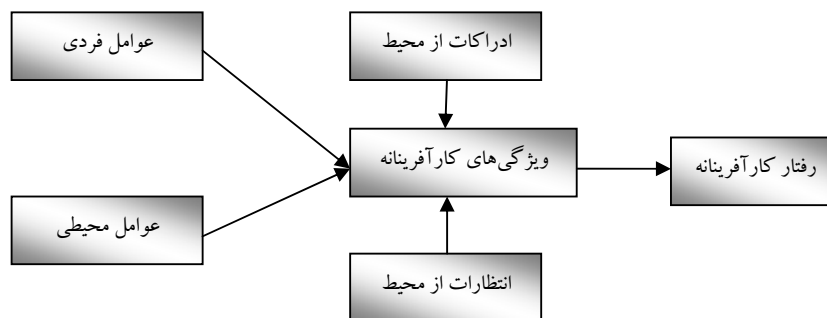 عوامل فردی
ادراکات از محیط
ویژگی‌های کارآفرینانه
رفتار کارآفرینانه
عوامل محیطی
انتظارات از محیط